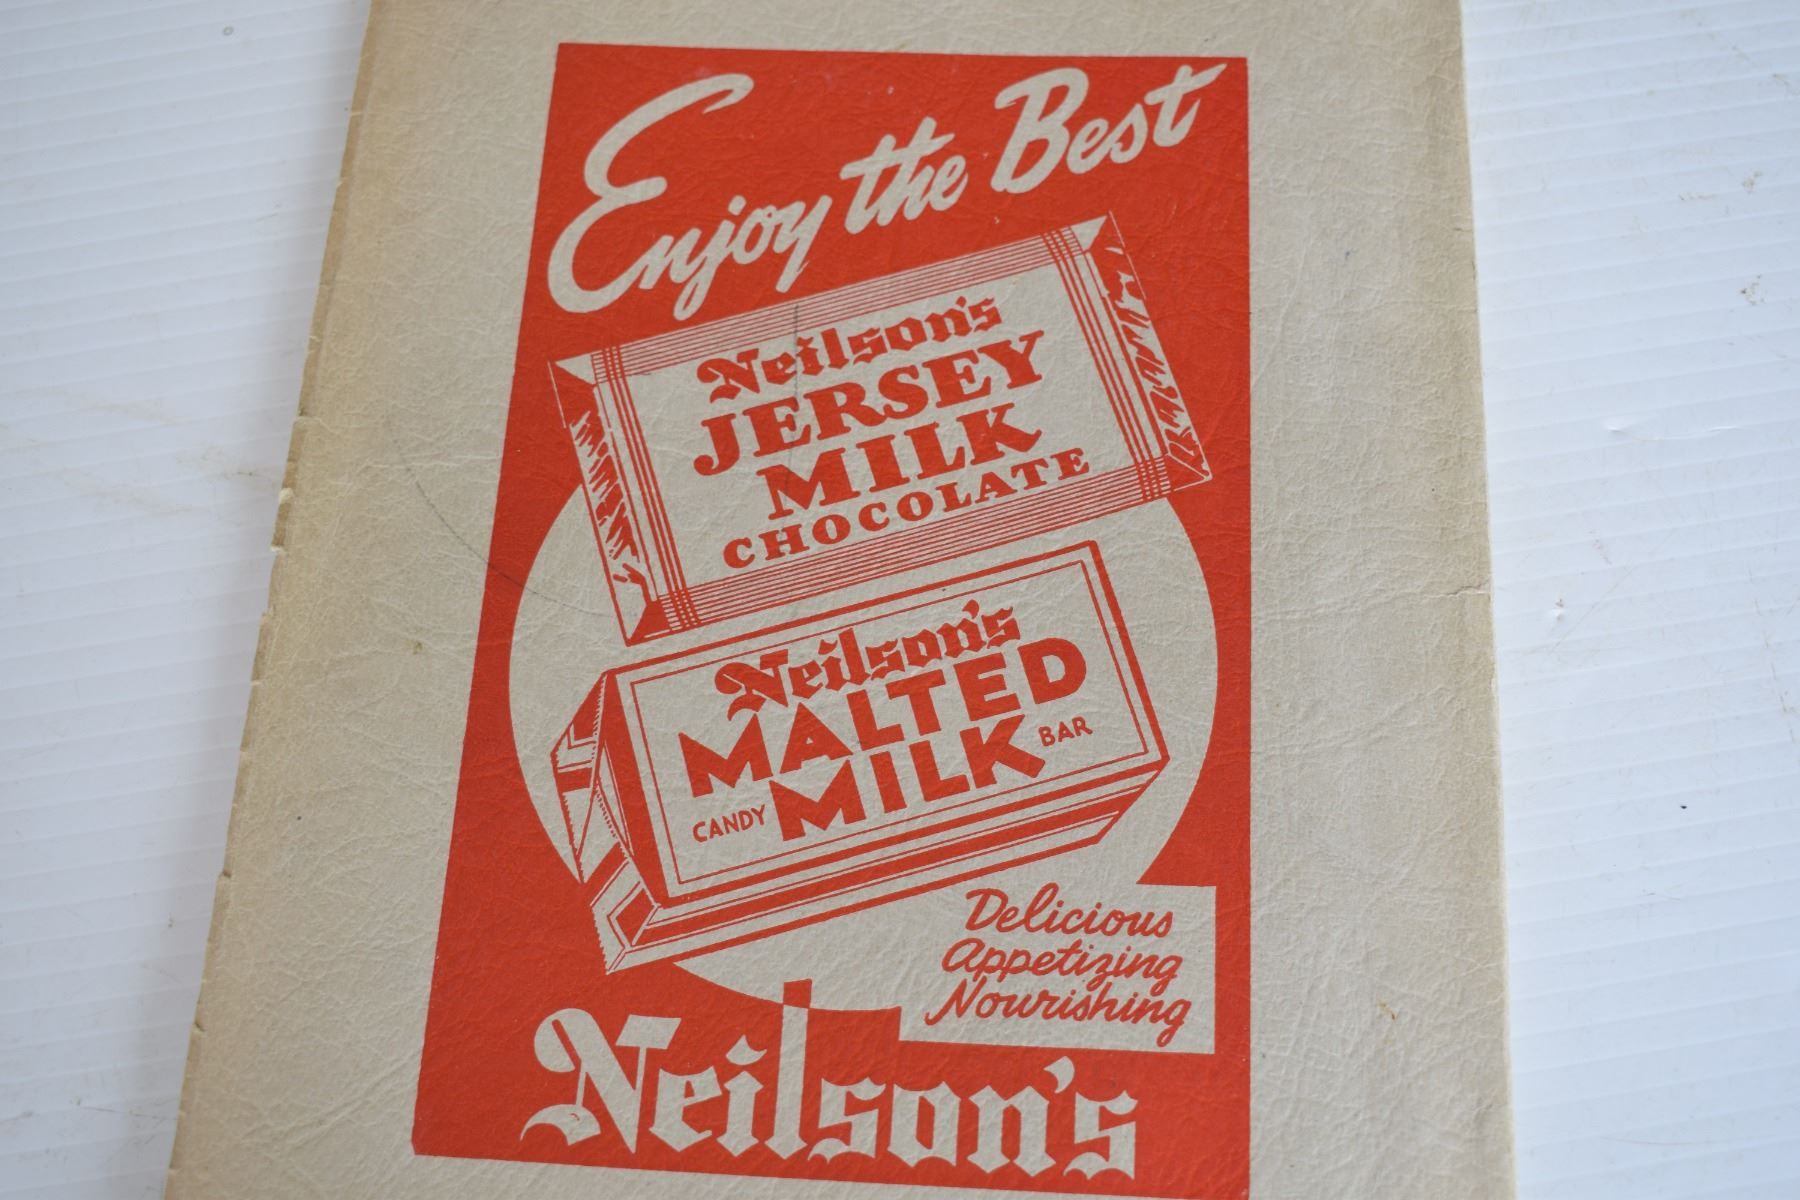 Enjoy the Best
Neilson's
JERSEY
MILK
CHOCOLATE
Neilson's
MALTED
MILK BAR
CANDY
Delicious
Appetizing
Nourishing
Neilson's